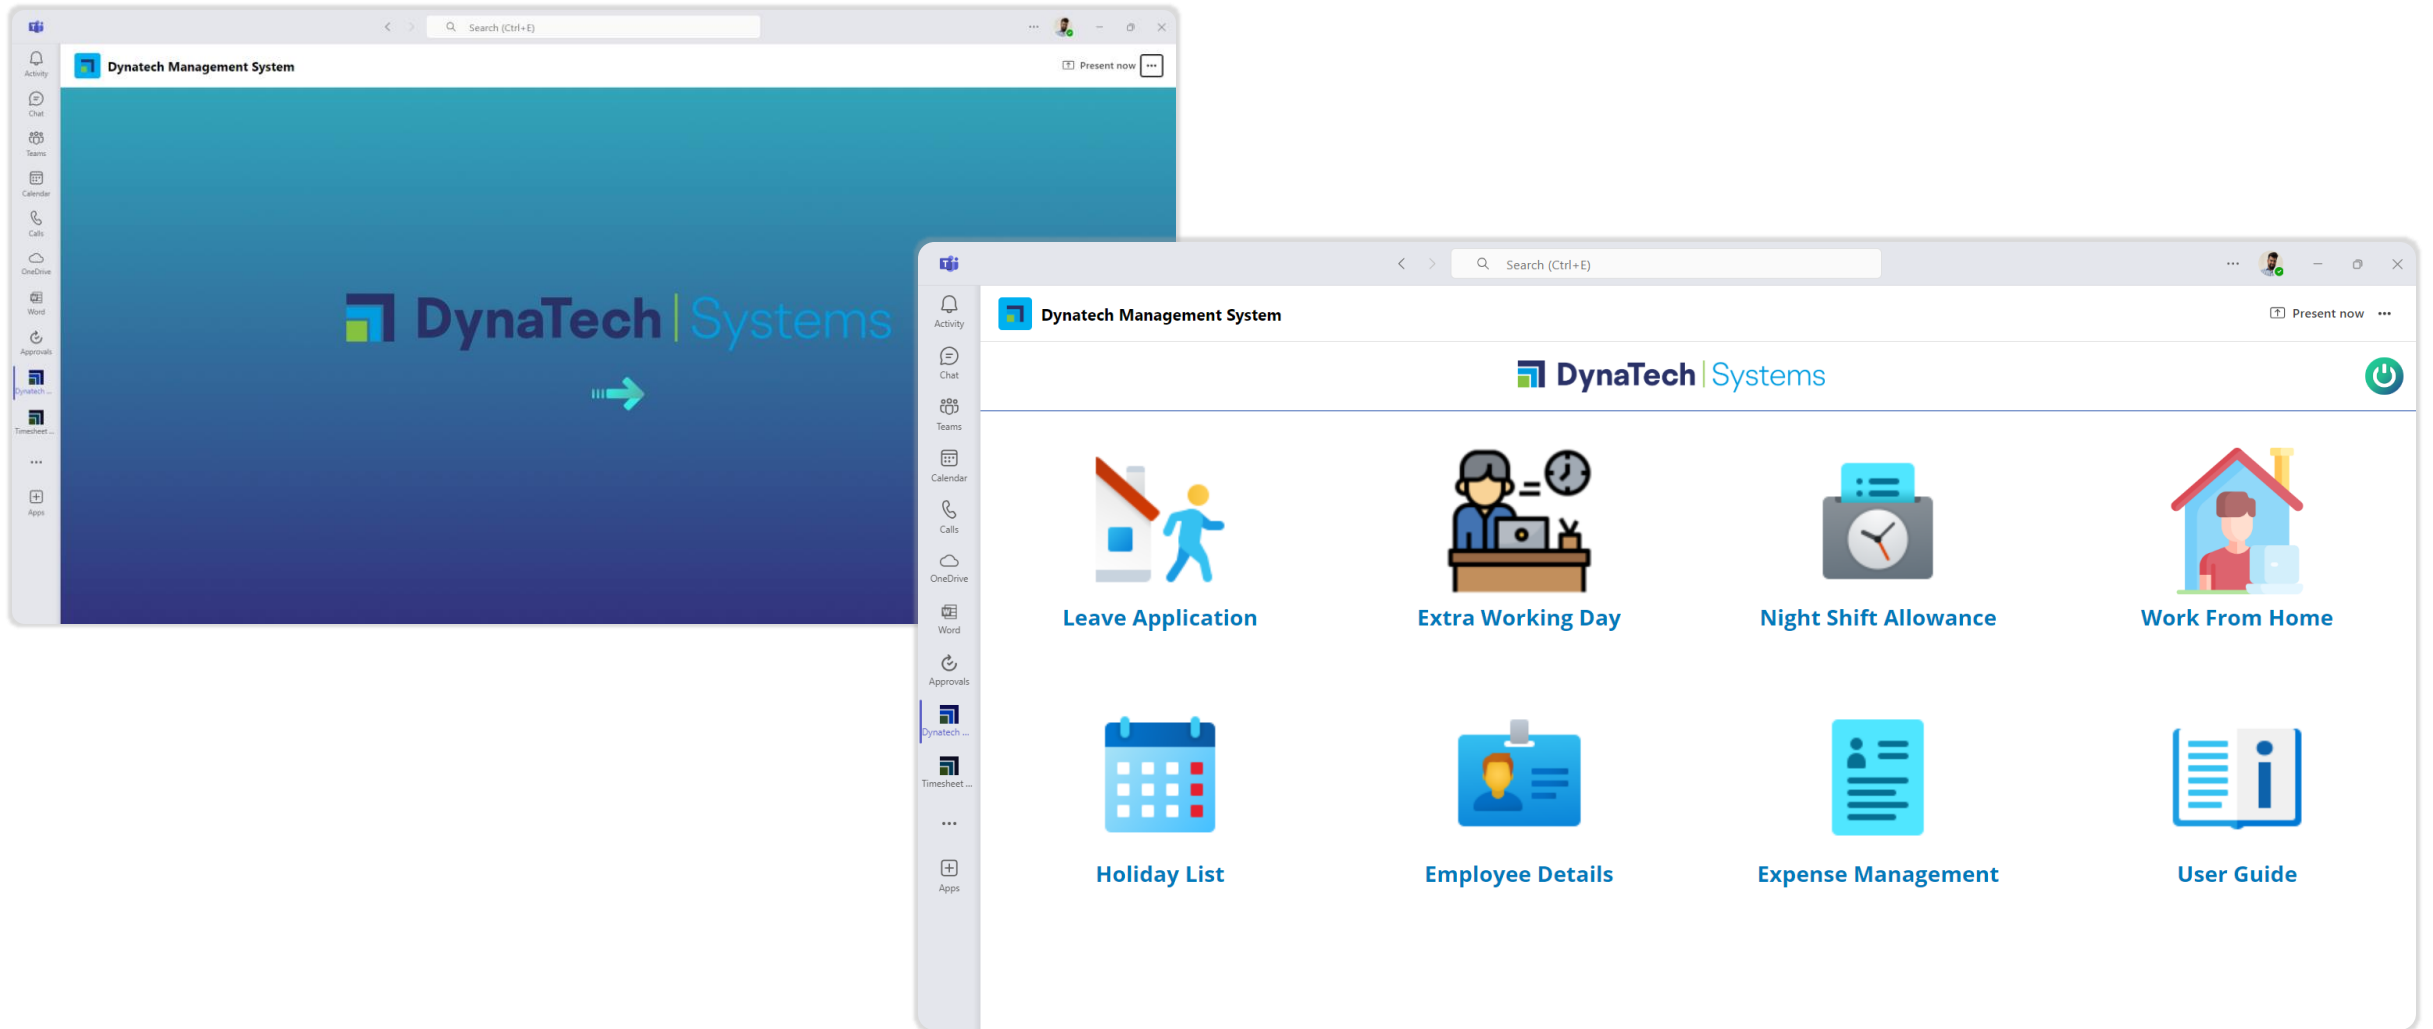 Search (Ctrl+E)
Dynatech Management System
Present now
Activity
Chat
Teams
Calendar
Calls
OneDrive
Word
Approvals
Dynatech ...
Timesheet ...
Apps
DynaTech Systems
Search (Ctrl+E)
Dynatech Management System
Present now
Activity
Chat
Teams
Calendar
Calls
OneDrive
Word
Approvals
Dynatech ...
Timesheet ...
Apps
DynaTech Systems
Leave Application
Extra Working Day
Night Shift Allowance
Work From Home
Holiday List
Employee Details
Expense Management
User Guide